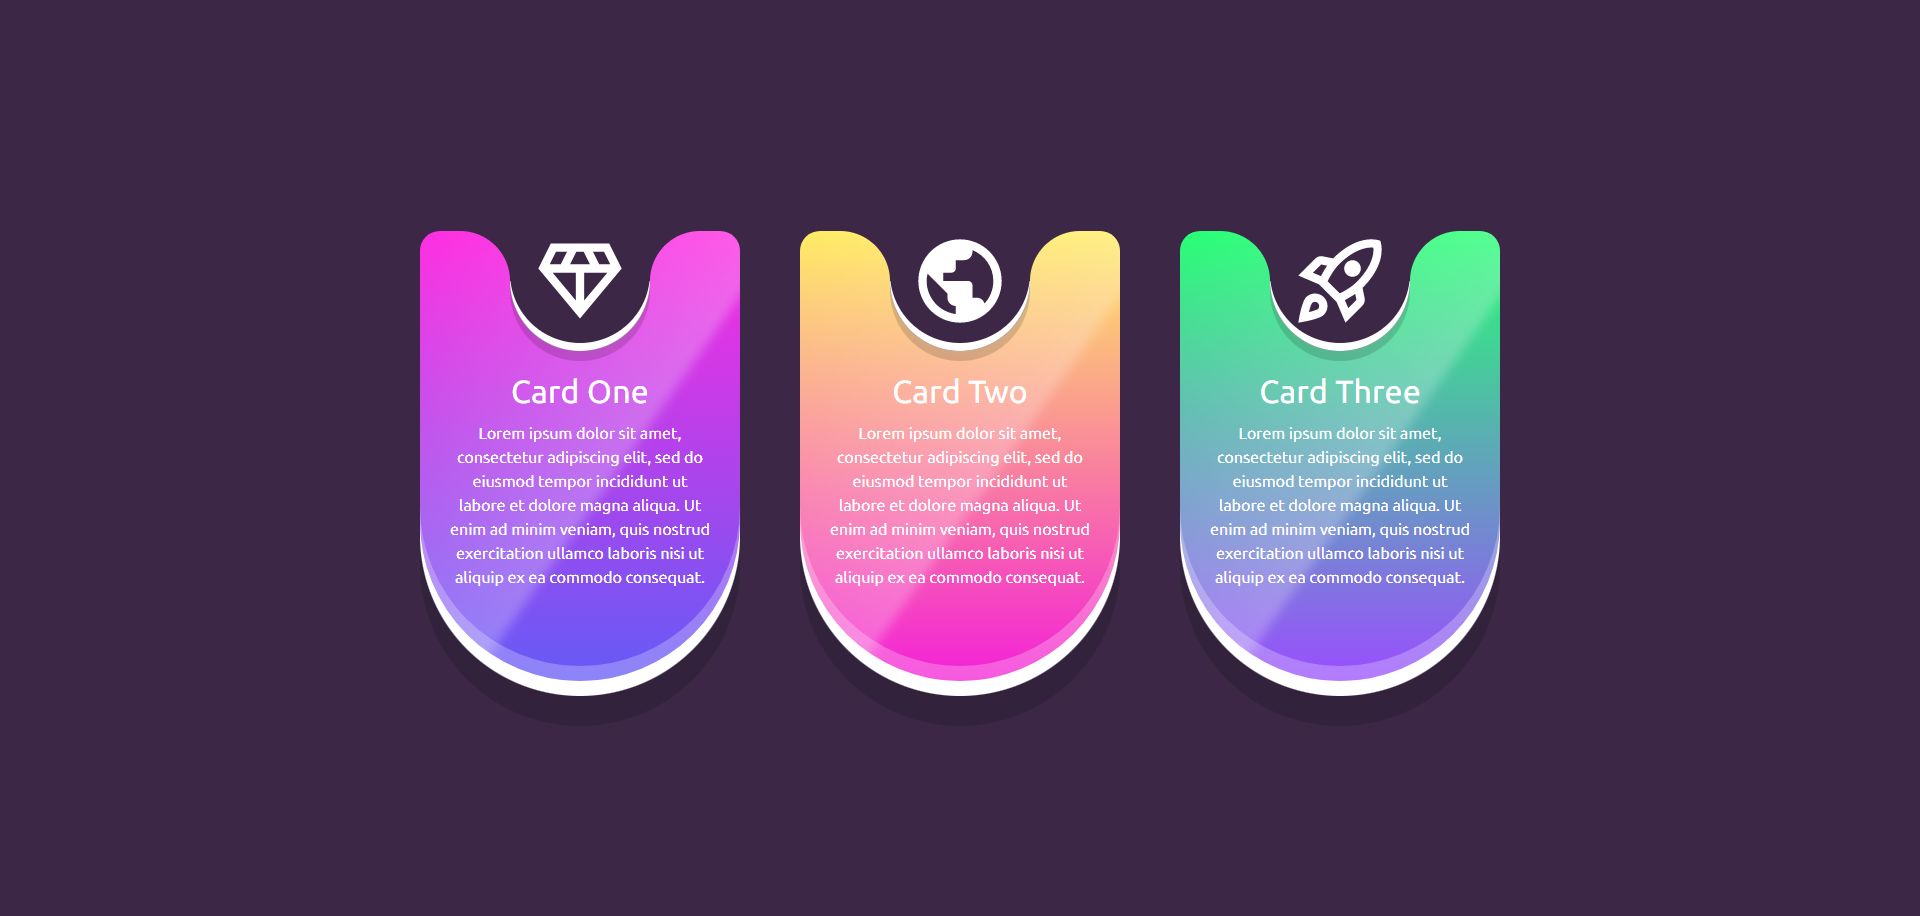 Card One
Lorem ipsum dolor sit amet,
consectetur adipiscing elit, sed do
eiusmod tempor incididunt ut
labore et dolore magna aliqua. Ut
enim ad minim veniam, quis nostrud
exercitation ullamco laboris nisi ut
aliquip ex ea commodo consequat.
Card Two
Lorem ipsum dolor sit amet,
consectetur adipiscing elit, sed do
eiusmod tempor incididunt ut
labore et dolore magna aliqua. Ut
enim ad minim veniam, quis nostrud
exercitation ullamco laboris nisi ut
aliquip ex ea commodo consequat.
Card Three
Lorem ipsum dolor sit amet,
consectetur adipiscing elit, sed do
eiusmod tempor incididunt ut
labore et dolore magna aliqua. Ut
enim ad minim veniam, quis nostrud
exercitation ullamco laboris nisi ut
aliquip ex ea commodo consequat.